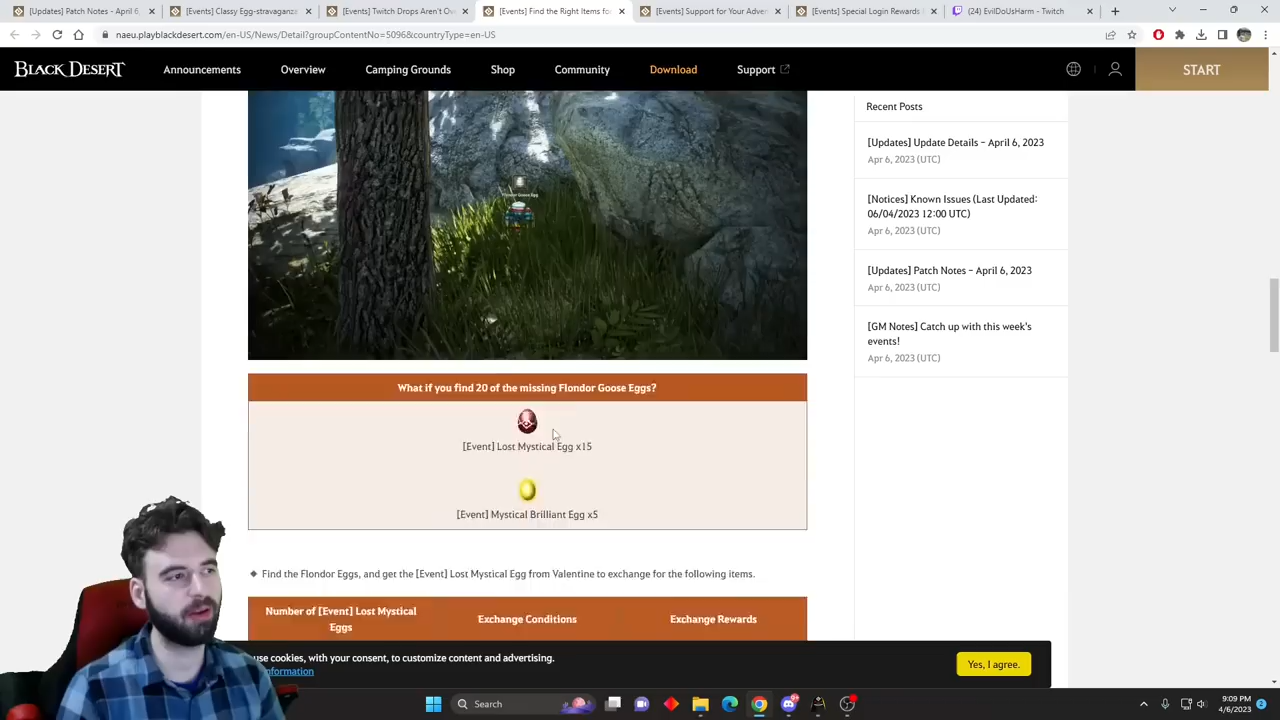 [Updates] Patch Notes - April 6, 2
[Events] Classy Egg-stravaganz
[Events] Twitch Drops Aren't Ov
[Events] Find the Right Items for
[Events] Support for Your Adven
[Events] Special Login Rewards
(24) EvilDoUsHarm - Twitch
naeu.playblackdesert.com/en-US/News/Detail?groupContentNo=5096&countryType=en-US
BLACK DESERT
Announcements
Overview
Camping Grounds
Shop
Community
Download
Support
START
Flondor Goose Egg
Recent Posts
[Updates] Update Details – April 6, 2023
Apr 6, 2023 (UTC)
[Notices] Known Issues (Last Updated:
06/04/2023 12:00 UTC)
Apr 6, 2023 (UTC)
[Updates] Patch Notes – April 6, 2023
Apr 6, 2023 (UTC)
[GM Notes] Catch up with this week's
events!
Apr 6, 2023 (UTC)
What if you find 20 of the missing Flondor Goose Eggs?
[Event] Lost Mystical Egg x15
[Event] Mystical Brilliant Egg x5
◆ Find the Flondor Eggs, and get the [Event] Lost Mystical Egg from Valentine to exchange for the following items.
Number of [Event] Lost Mystical
Eggs
Exchange Conditions
Exchange Rewards
use cookies, with your consent, to customize content and advertising.
information
Yes, I agree.
Search
9:09 PM
4/6/2023